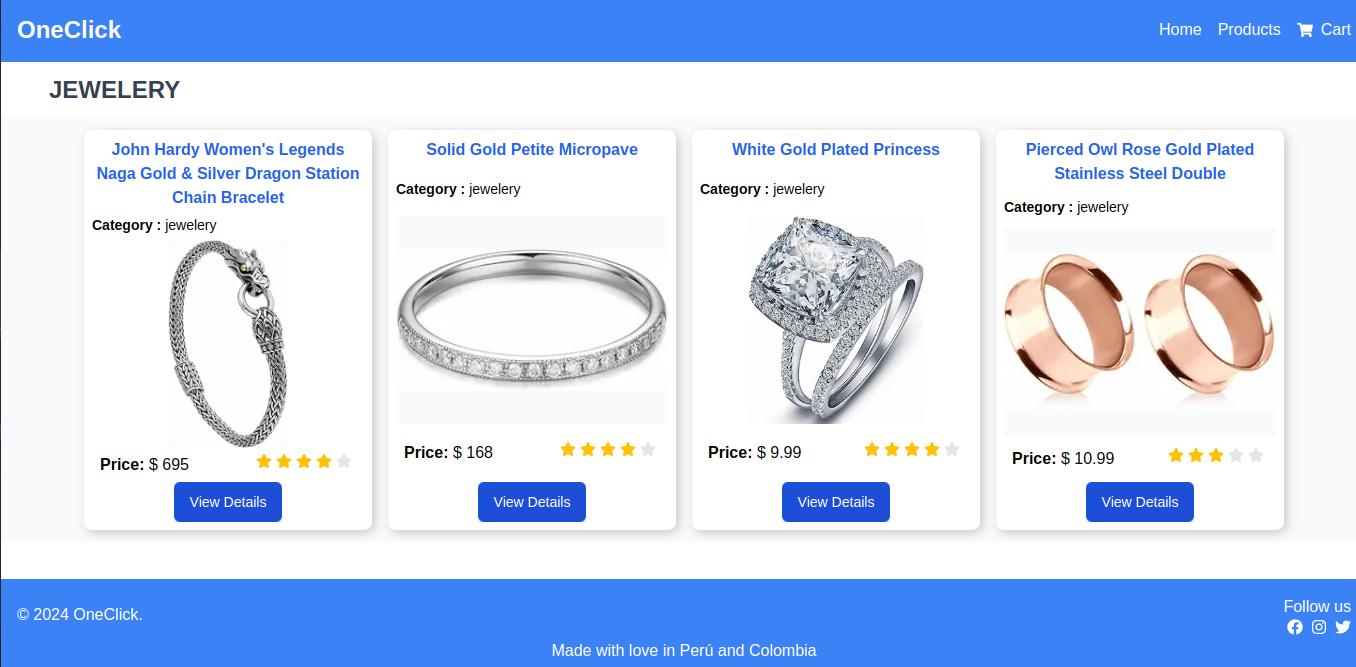 OneClick
Home Products Cart
JEWELERY
John Hardy Women's Legends
Naga Gold & Silver Dragon Station
Chain Bracelet
Category : jewelery
Price: $ 695
View Details
Solid Gold Petite Micropave
Category : jewelery
Price: $ 168
View Details
White Gold Plated Princess
Category : jewelery
Price: $ 9.99
View Details
Pierced Owl Rose Gold Plated
Stainless Steel Double
Category : jewelery
Price: $ 10.99
View Details
© 2024 OneClick.
Follow us
Made with love in Perú and Colombia